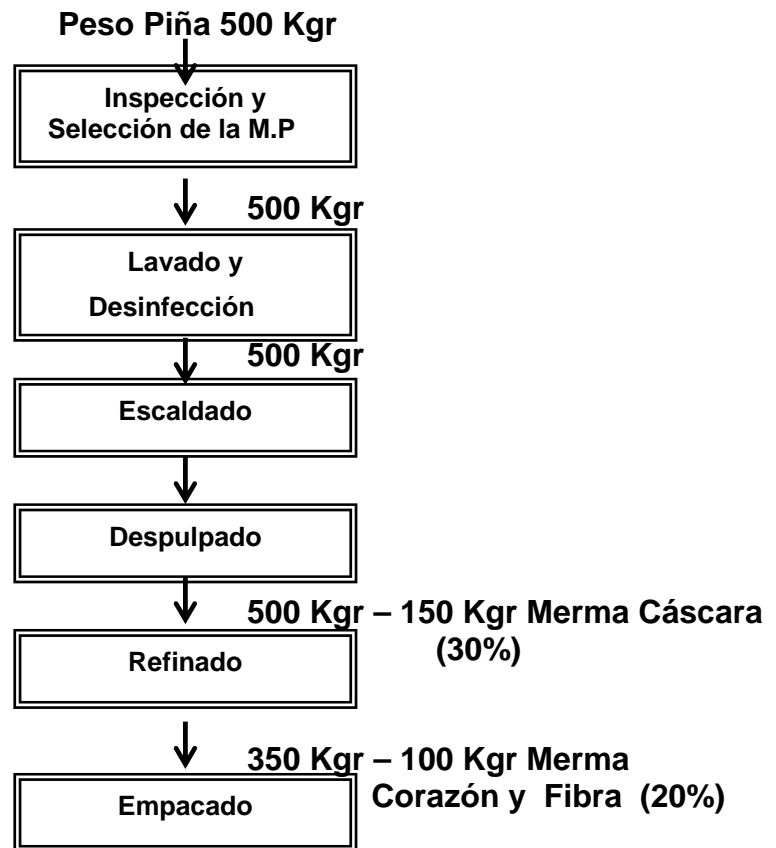 Peso Piña 500 Kgr
Inspección y
Selección de la M.P
500 Kgr
Lavado y
Desinfección
500 Kgr
Escaldado
Despulpado
500 Kgr – 150 Kgr Merma Cáscara
(30%)
Refinado
350 Kgr – 100 Kgr Merma
Corazón y Fibra (20%)
Empacado